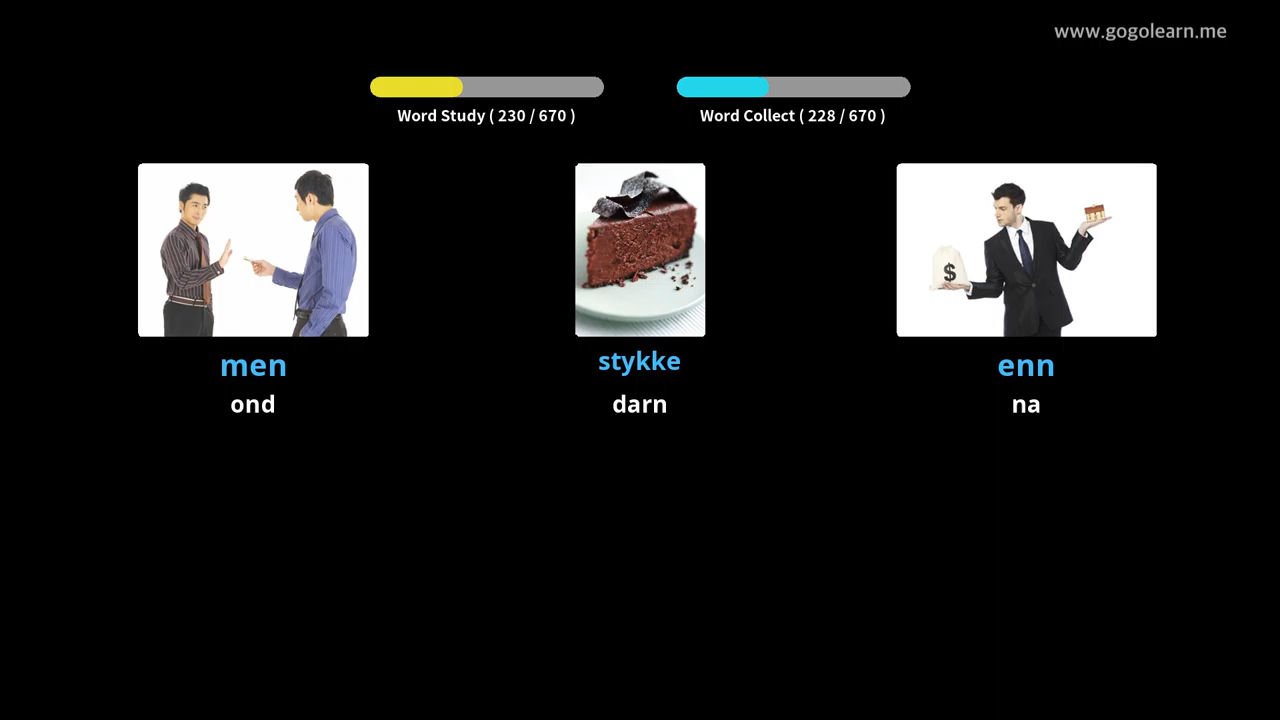 www.gogolearn.me
Word Study ( 230 / 670 )
Word Collect ( 228 / 670 )
$
men
stykke
enn
ond
darn
na